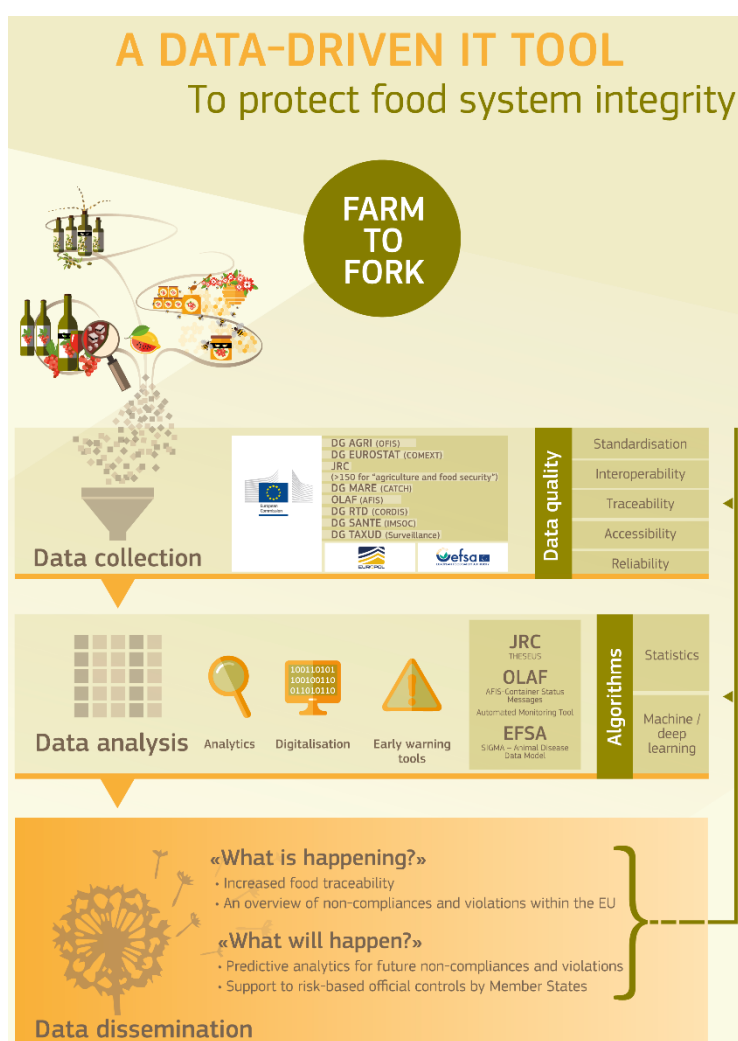 A DATA-DRIVEN IT TOOL
To protect food system integrity
FARM
TO
FORK
Data collection
European
Commission
DG AGRI (OFIS)
DG EUROSTAT (COMEXT)
JRC
(>150 for "agriculture and food security")
DG MARE (CATCH)
OLAF (AFIS)
DG RTD (CORDIS)
DG SANTE (IMSOC)
DG TAXUD (Surveillance)
EUROPOL
efsa
Data quality
Standardisation
Interoperability
Traceability
Accessibility
Reliability
Data analysis
Analytics
100110101
100100110
011010110
Digitalisation
Early warning
tools
JRC
THESEUS
OLAF
AFIS-Container Status
Messages
Automated Monitoring Tool
EFSA
SIGMA – Animal Disease
Data Model
Algorithms
Statistics
Machine /
deep
learning
«What is happening?»
• Increased food traceability
• An overview of non-compliances and violations within the EU
«What will happen?»
• Predictive analytics for future non-compliances and violations
• Support to risk-based official controls by Member States
Data dissemination